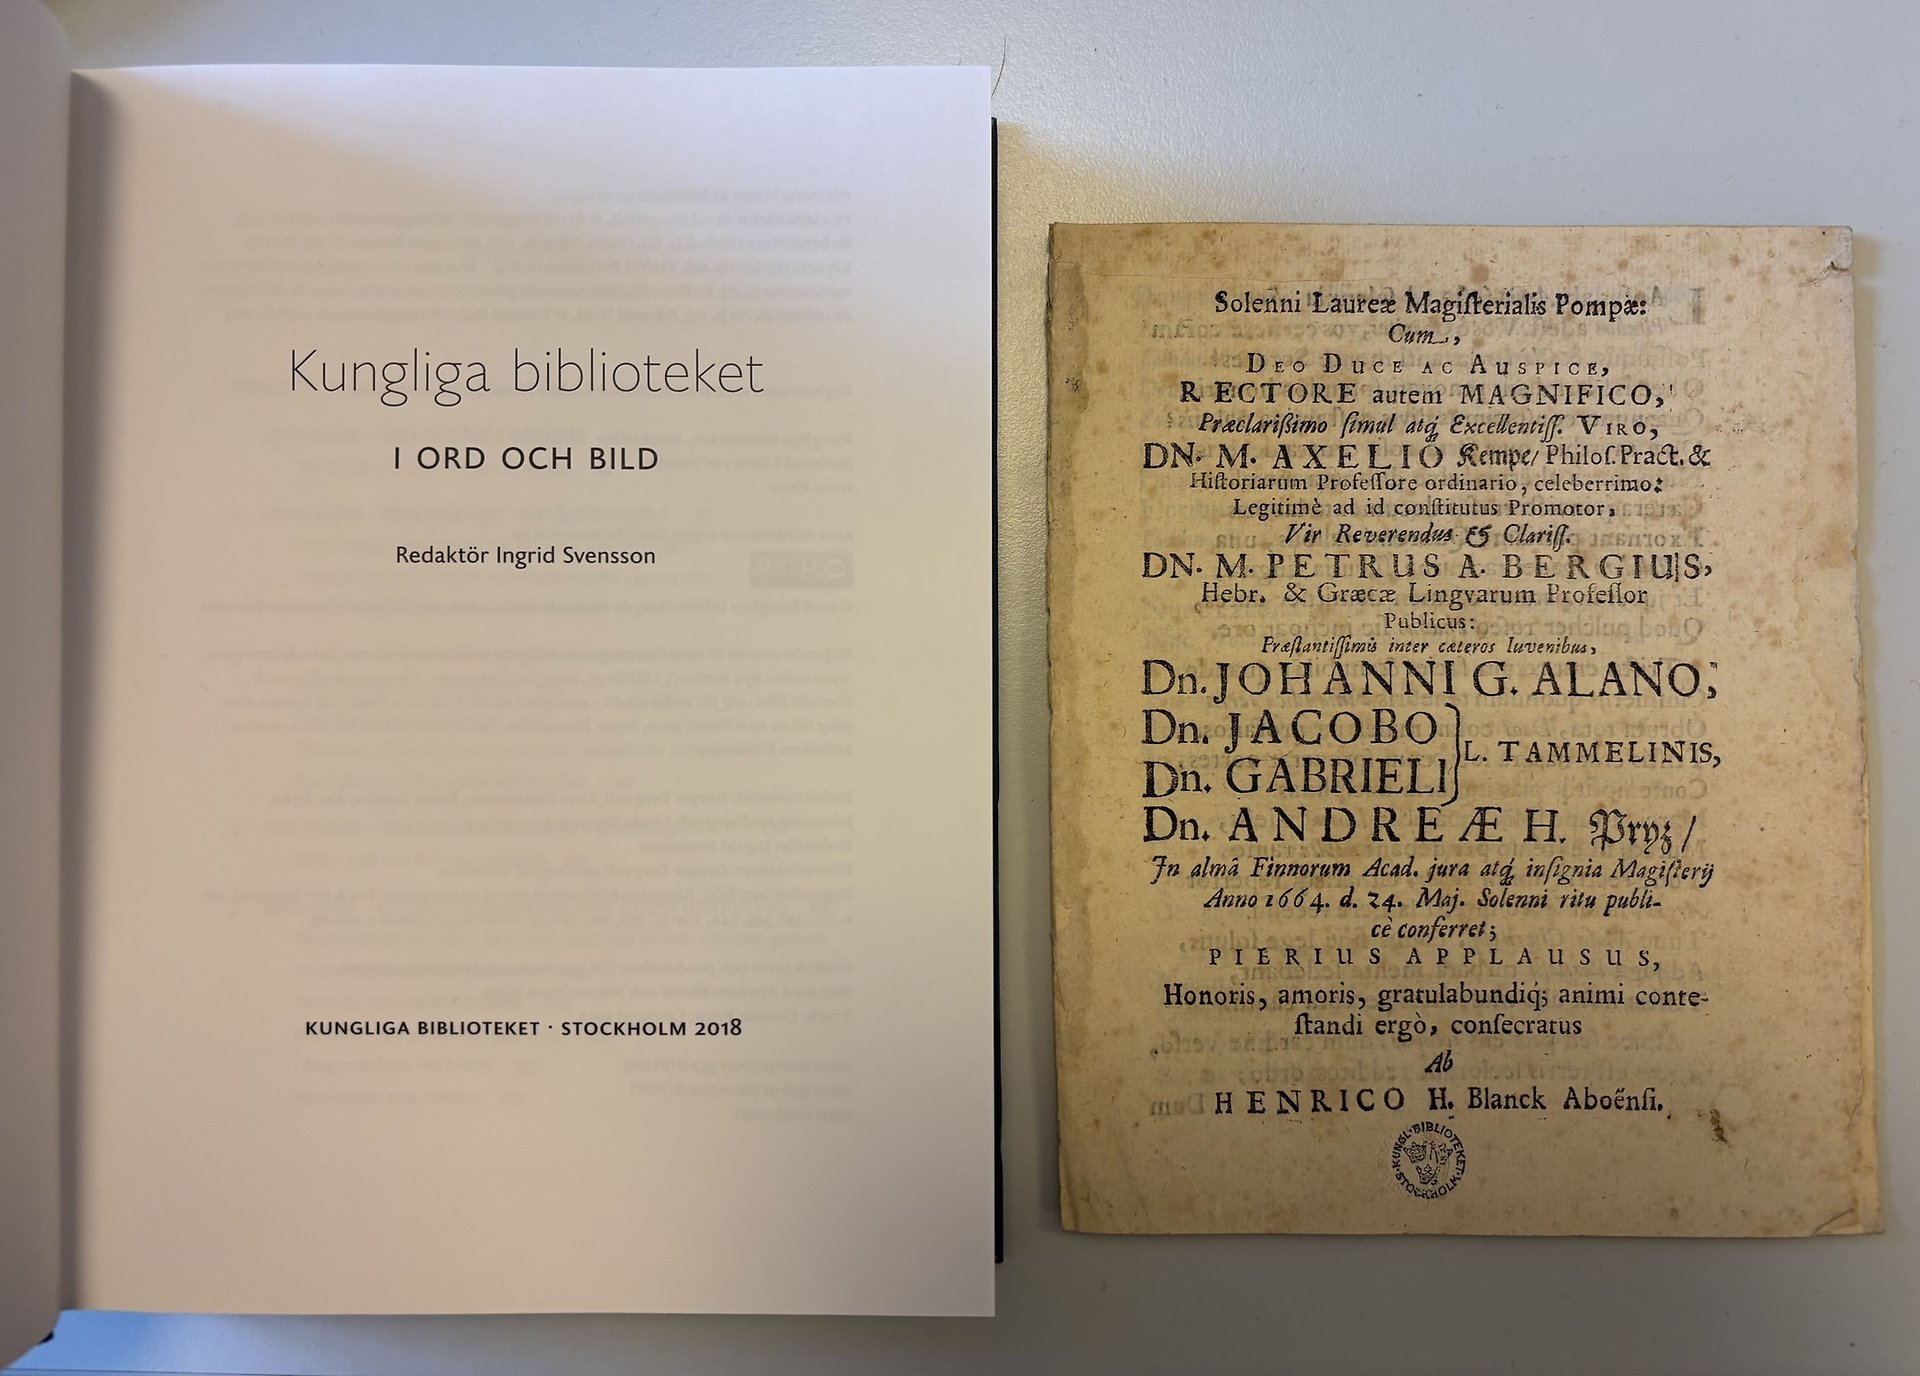 Kungliga biblioteket
I ORD OCH BILD
Redaktör Ingrid Svensson
KUNGLIGA BIBLIOTEKET · STOCKHOLM 2018
Solenni Laureæ Magiſterialis Pompæ:
Cum,
DEO DUCE AC AUSPICE,
RECTORE autem MAGNIFICO,
Præclarißimo ſimul atq́ Excellentiſſ. VIRO,
DN. M. AXELIO Kempe/ Philoſ. Pract. &
Hiſtoriarum Profeſſore ordinario, celeberrimo:
Legitimè ad id conſtitutus Promotor,
Vir Reverendus & Clariſſ.
DN. M. PETRUS A. BERGIUS,
Hebr. & Græcæ Lingvarum Profeſſor
Publicus:
Præſtantiſſimis inter cæteros Iuvenibus,
Dn. JOHANNI G. ALANO;
Dn. JACOBO
Dn. GABRIELI
L. TAMMELINIS,
Dn. ANDREÆ H. Pryz/
In almâ Finnorum Acad. jura atq́ inſignia Magiſterij
Anno 1664. d. 24. Maj. Solenni ritu publi-
cè conferret;
PIERIUS APPLAUSUS,
Honoris, amoris, gratulabundiq́; animi conte-
ſtandi ergò, conſecratus
Ab
HENRICO H. Blanck Aboënſi.
KUNGL. BIBLIOTEKET STOCKHOLM